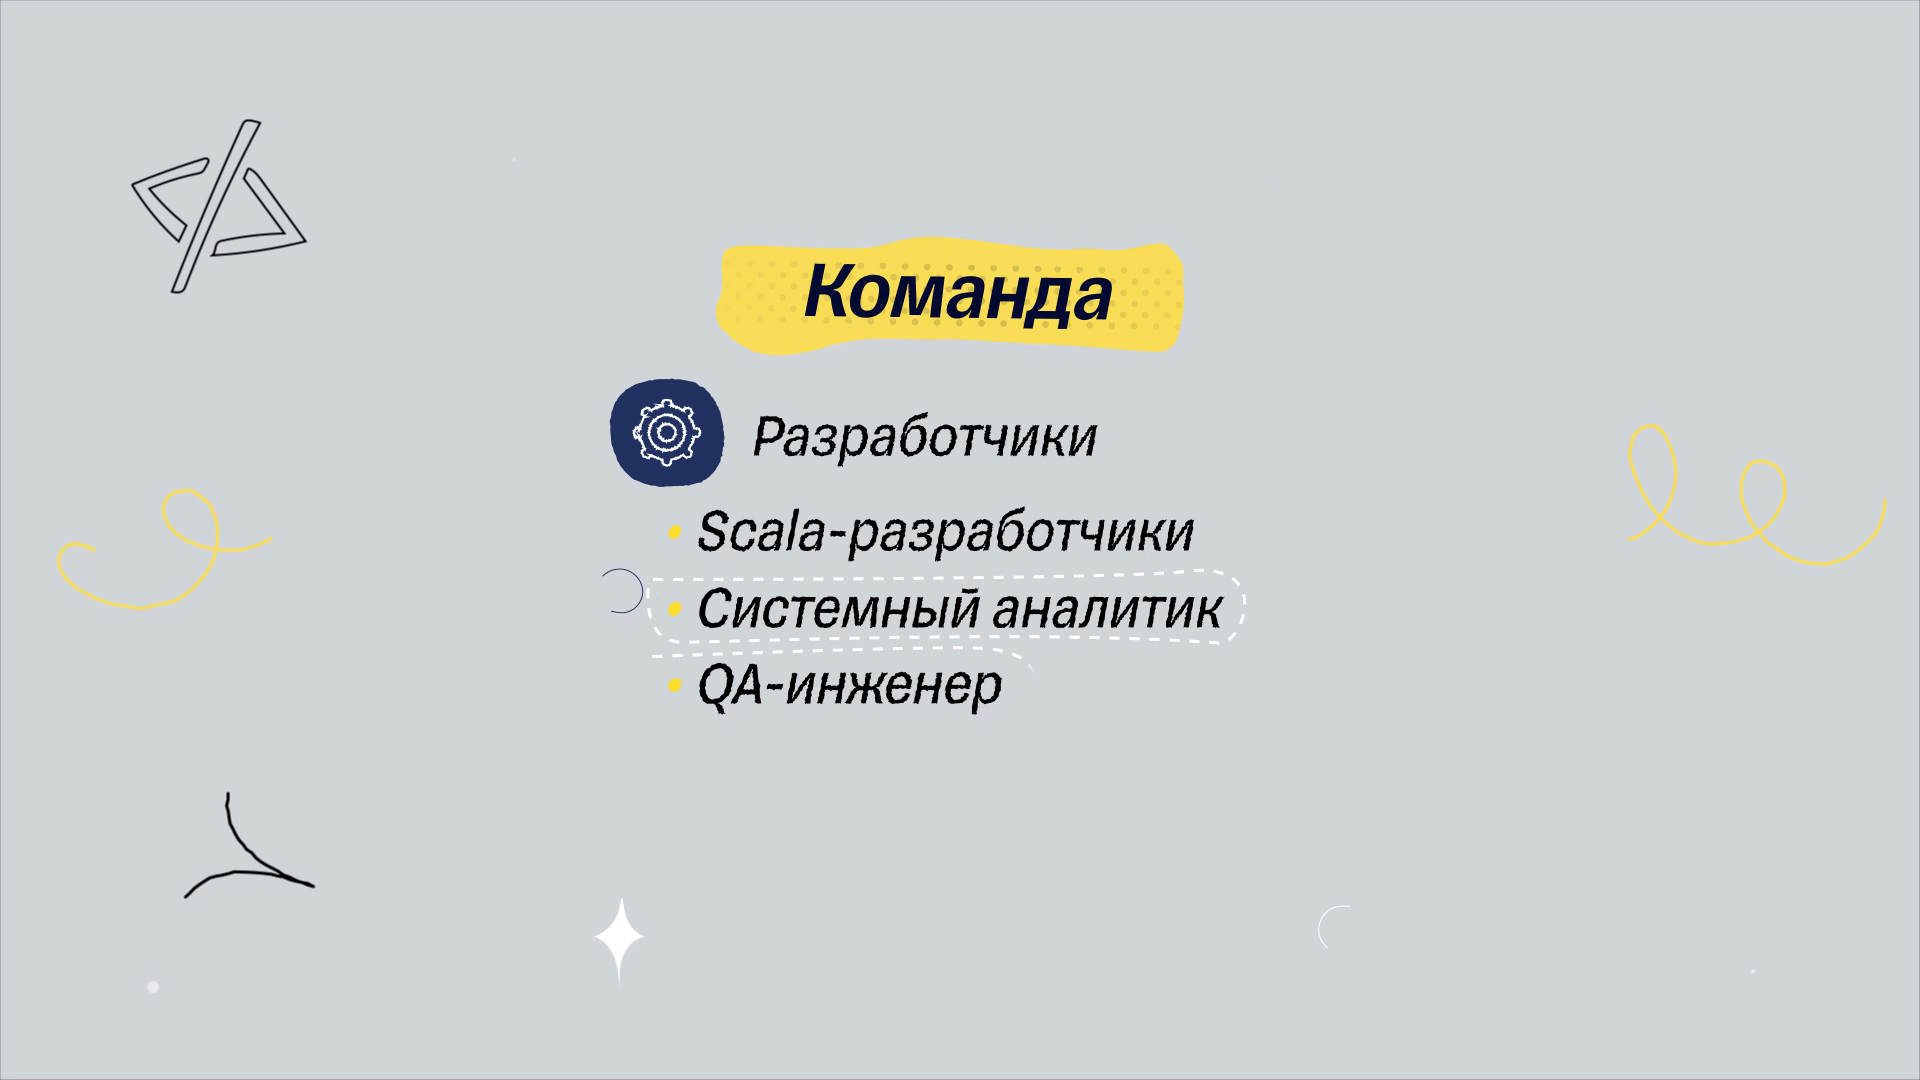 Команда
Разработчики
• Scala-разработчики
• Системный аналитик
• QA-инженер